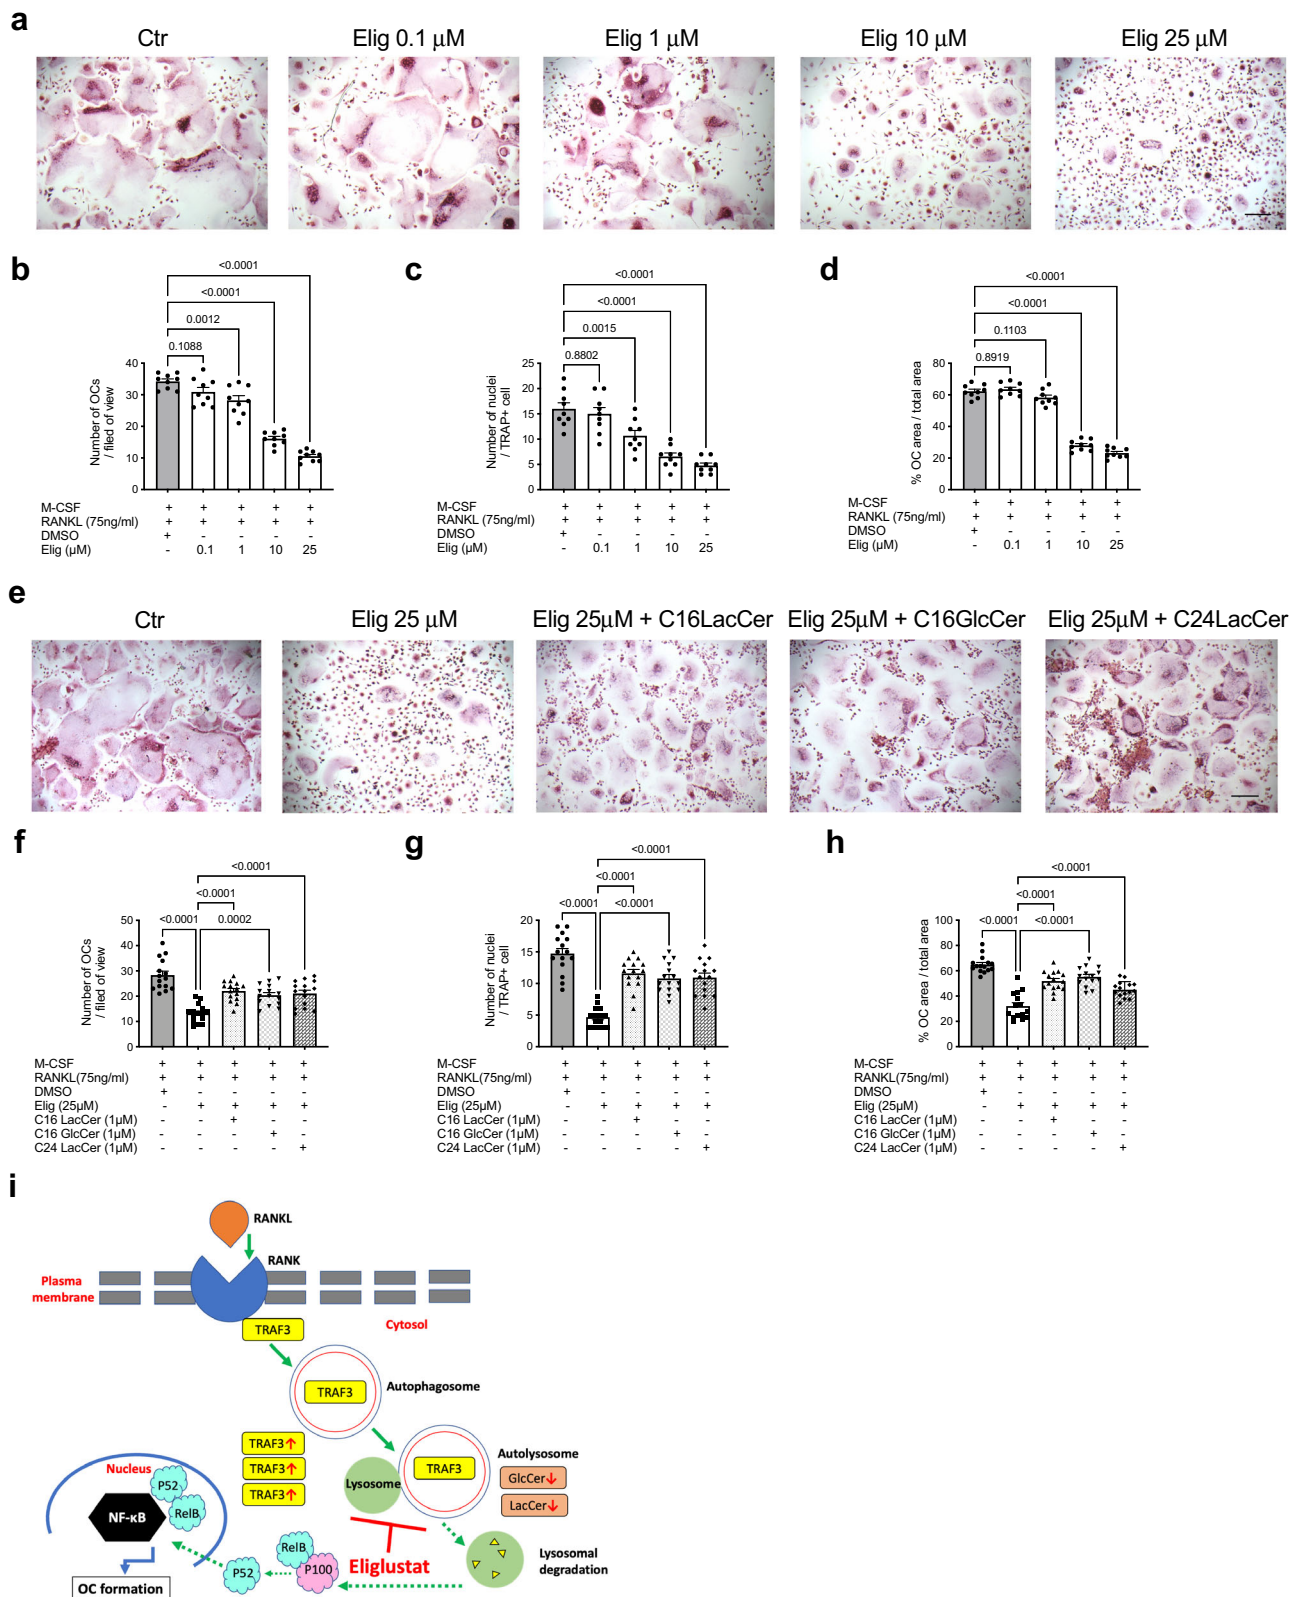 a
Ctr
Elig 0.1 μM
Elig 1 μM
Elig 10 μM
Elig 25 μM
b
<0.0001
<0.0001
0.0012
0.1088
40
30
20
10
0
Number of OCs
/ filed of view
M-CSF + + + + +
RANKL (75ng/ml) + + + + +
DMSO + - - - -
Elig (μM) - 0.1 1 10 25
c
<0.0001
<0.0001
0.0015
0.8802
25
20
15
10
5
0
Number of nuclei
/ TRAP+ cell
M-CSF + + + + +
RANKL (75ng/ml) + + + + +
DMSO + - - - -
Elig (μM) - 0.1 1 10 25
d
<0.0001
<0.0001
0.1103
0.8919
80
60
40
20
0
% OC area / total area
M-CSF + + + + +
RANKL (75ng/ml) + + + + +
DMSO + - - - -
Elig (μM) - 0.1 1 10 25
e
Ctr
Elig 25 μM
Elig 25μM + C16LacCer
Elig 25μM + C16GlcCer
Elig 25μM + C24LacCer
f
<0.0001
<0.0001
<0.0001 0.0002
50
40
30
20
10
0
Number of OCs
/ filed of view
M-CSF + + + + +
RANKL(75ng/ml) + + + + +
DMSO + - - - -
Elig (25μM) - + + + +
C16 LacCer (1μM) - - + - -
C16 GlcCer (1μM) - - - + -
C24 LacCer (1μM) - - - - +
g
<0.0001
<0.0001
<0.0001 <0.0001
20
15
10
5
0
Number of nuclei
/ TRAP+ cell
M-CSF + + + + +
RANKL(75ng/ml) + + + + +
DMSO + - - - -
Elig (25μM) - + + + +
C16 LacCer (1μM) - - + - -
C16 GlcCer (1μM) - - - + -
C24 LacCer (1μM) - - - - +
h
<0.0001
<0.0001
<0.0001 <0.0001
100
80
60
40
20
0
% OC area / total area
M-CSF + + + + +
RANKL(75ng/ml) + + + + +
DMSO + - - - -
Elig (25μM) - + + + +
C16 LacCer (1μM) - - + - -
C16 GlcCer (1μM) - - - + -
C24 LacCer (1μM) - - - - +
i
RANKL
RANK
Plasma
membrane
TRAF3
Cytosol
TRAF3
Autophagosome
TRAF3↑
TRAF3↑
TRAF3↑
Autolysosome
TRAF3
Lysosome
GlcCer↓
LacCer↓
Nucleus
P52
RelB
NF-κB
OC formation
P52
RelB
P100
Eliglustat
Lysosomal
degradation